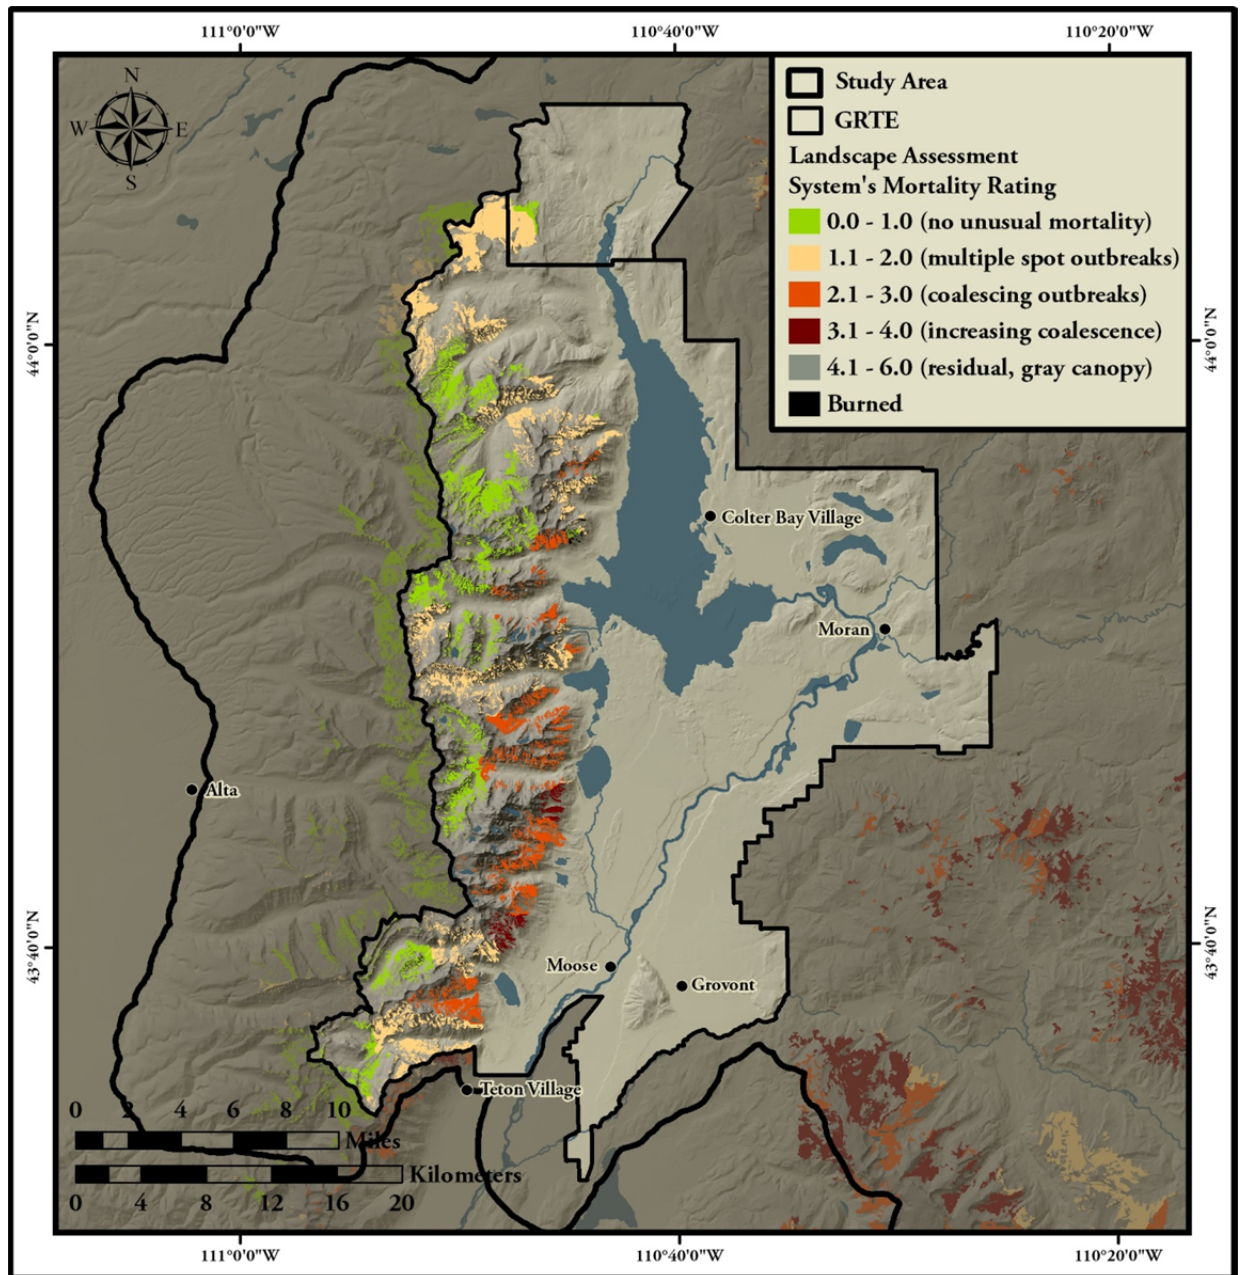 111°0'0"W
110°40'0"W
110°20'0"W
N
W
E
S
Study Area
GRTE
Landscape Assessment
System's Mortality Rating
0.0 - 1.0 (no unusual mortality)
1.1 - 2.0 (multiple spot outbreaks)
2.1 - 3.0 (coalescing outbreaks)
3.1 - 4.0 (increasing coalescence)
4.1 - 6.0 (residual, gray canopy)
Burned
44°0'0"N
44°0'0"N
Colter Bay Village
Moran
Alta
43°40'0"N
43°40'0"N
Moose
Grovont
Teton Village
0 2 4 6 8 10
Miles
Kilometers
0 4 8 12 16 20
111°0'0"W
110°40'0"W
110°20'0"W